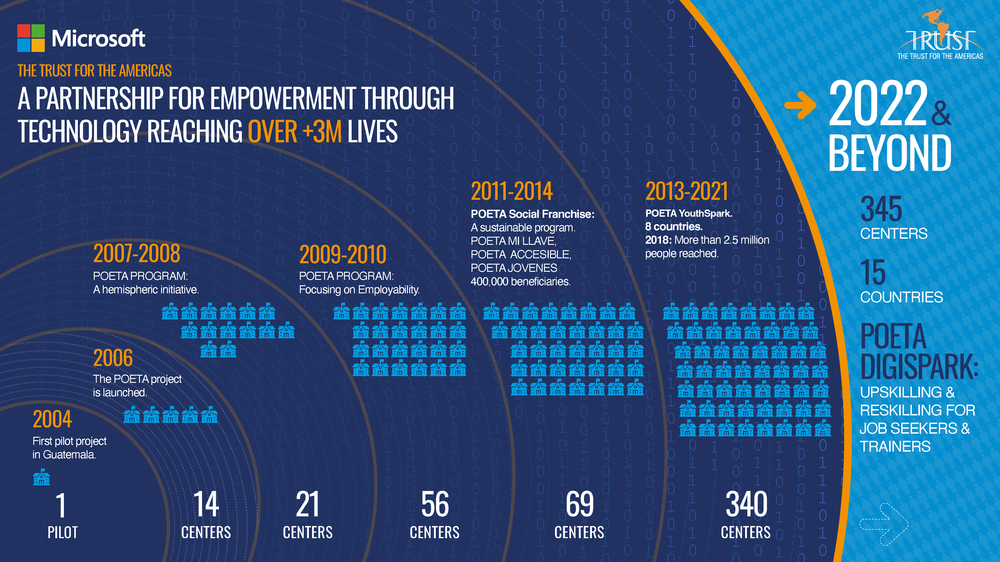 Microsoft
THE TRUST FOR THE AMERICAS
A PARTNERSHIP FOR EMPOWERMENT THROUGH
TECHNOLOGY REACHING OVER +3M LIVES
TRUST
THE TRUST FOR THE AMERICAS
2004
First pilot project
in Guatemala.
1
PILOT
2006
The POETA project
is launched.
14
CENTERS
2007-2008
POETA PROGRAM:
A hemispheric initiative.
21
CENTERS
2009-2010
POETA PROGRAM:
Focusing on Employability.
56
CENTERS
2011-2014
POETA Social Franchise:
A sustainable program.
POETA MI LLAVE,
POETA ACCESIBLE,
POETA JOVENES
400,000 beneficiaries.
69
CENTERS
2013-2021
POETA YouthSpark.
8 countries.
2018: More than 2.5 million
people reached.
340
CENTERS
2022 &
BEYOND
345
CENTERS
15
COUNTRIES
POETA
DIGISPARK:
UPSKILLING &
RESKILLING FOR
JOB SEEKERS &
TRAINERS